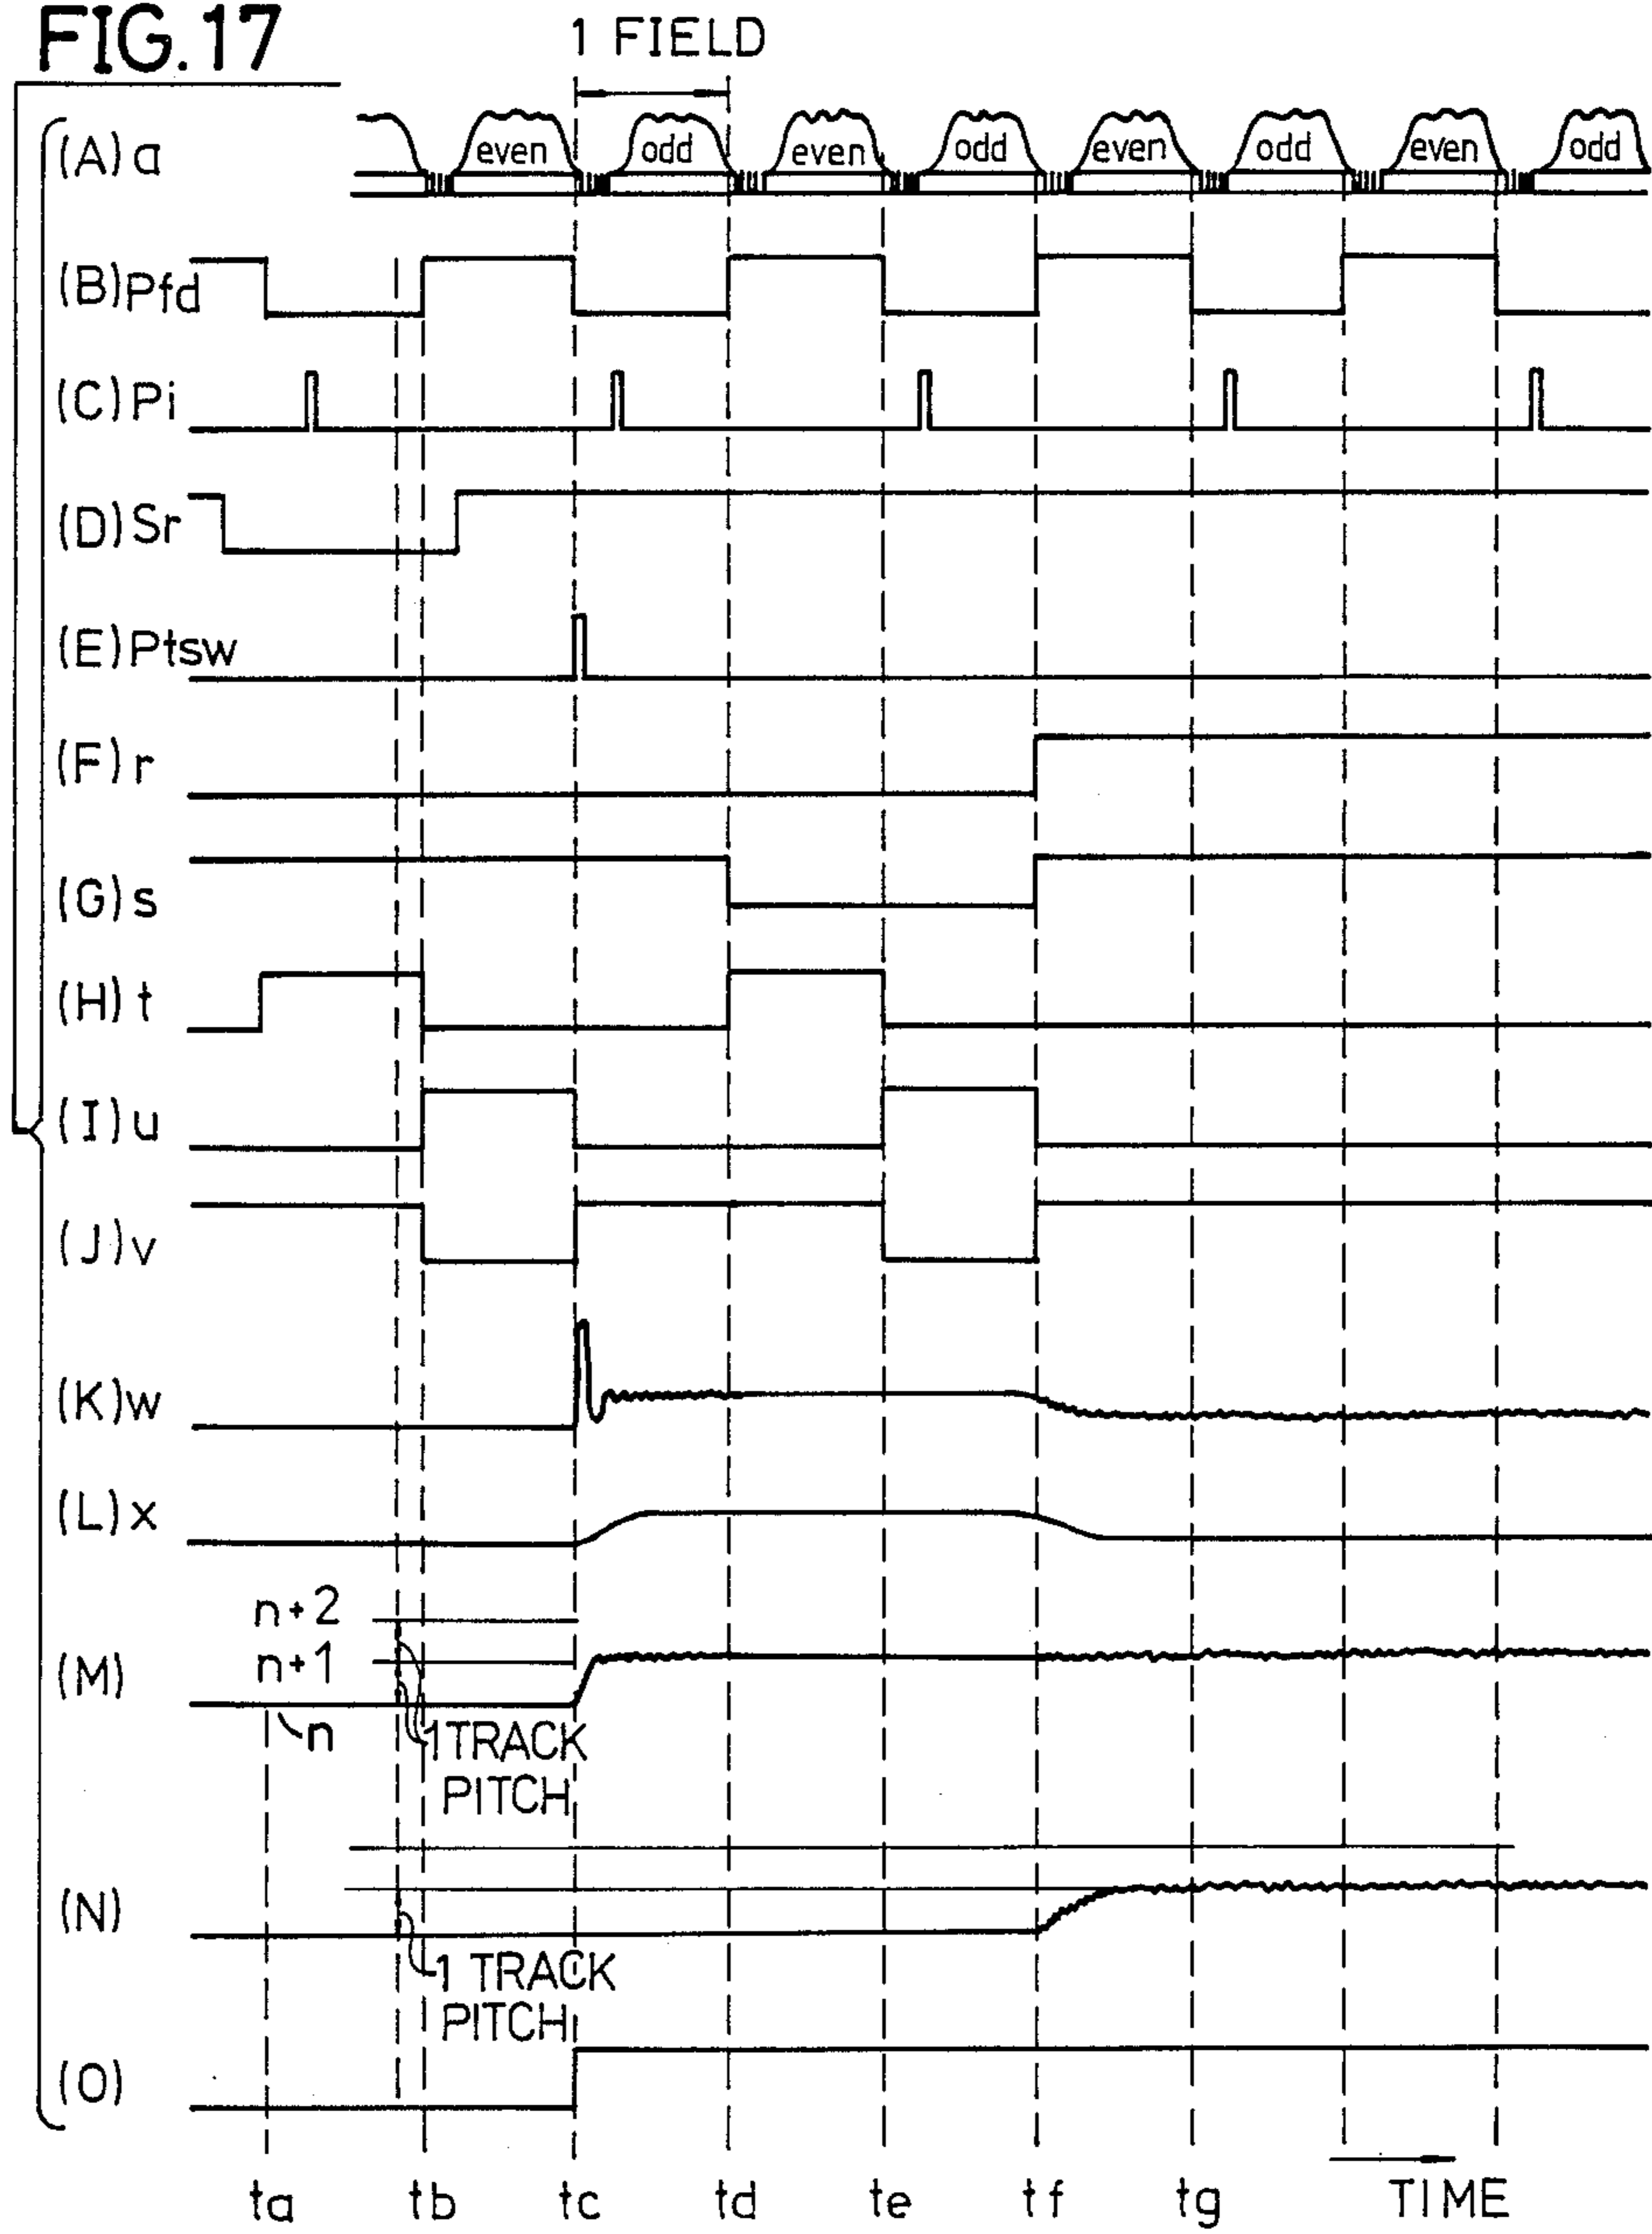 FIG.17
1 FIELD
(A) a
even
odd
even
odd
even
odd
even
odd
(B) Pfd
(C) Pi
(D) Sr
(E) Ptsw
(F) r
(G) s
(H) t
(I) u
(J) v
(K) w
(L) x
n+2
n+1
(M)
n
1 TRACK
PITCH
(N)
1 TRACK
PITCH
(O)
ta
tb
tc
td
te
tf
tg
TIME